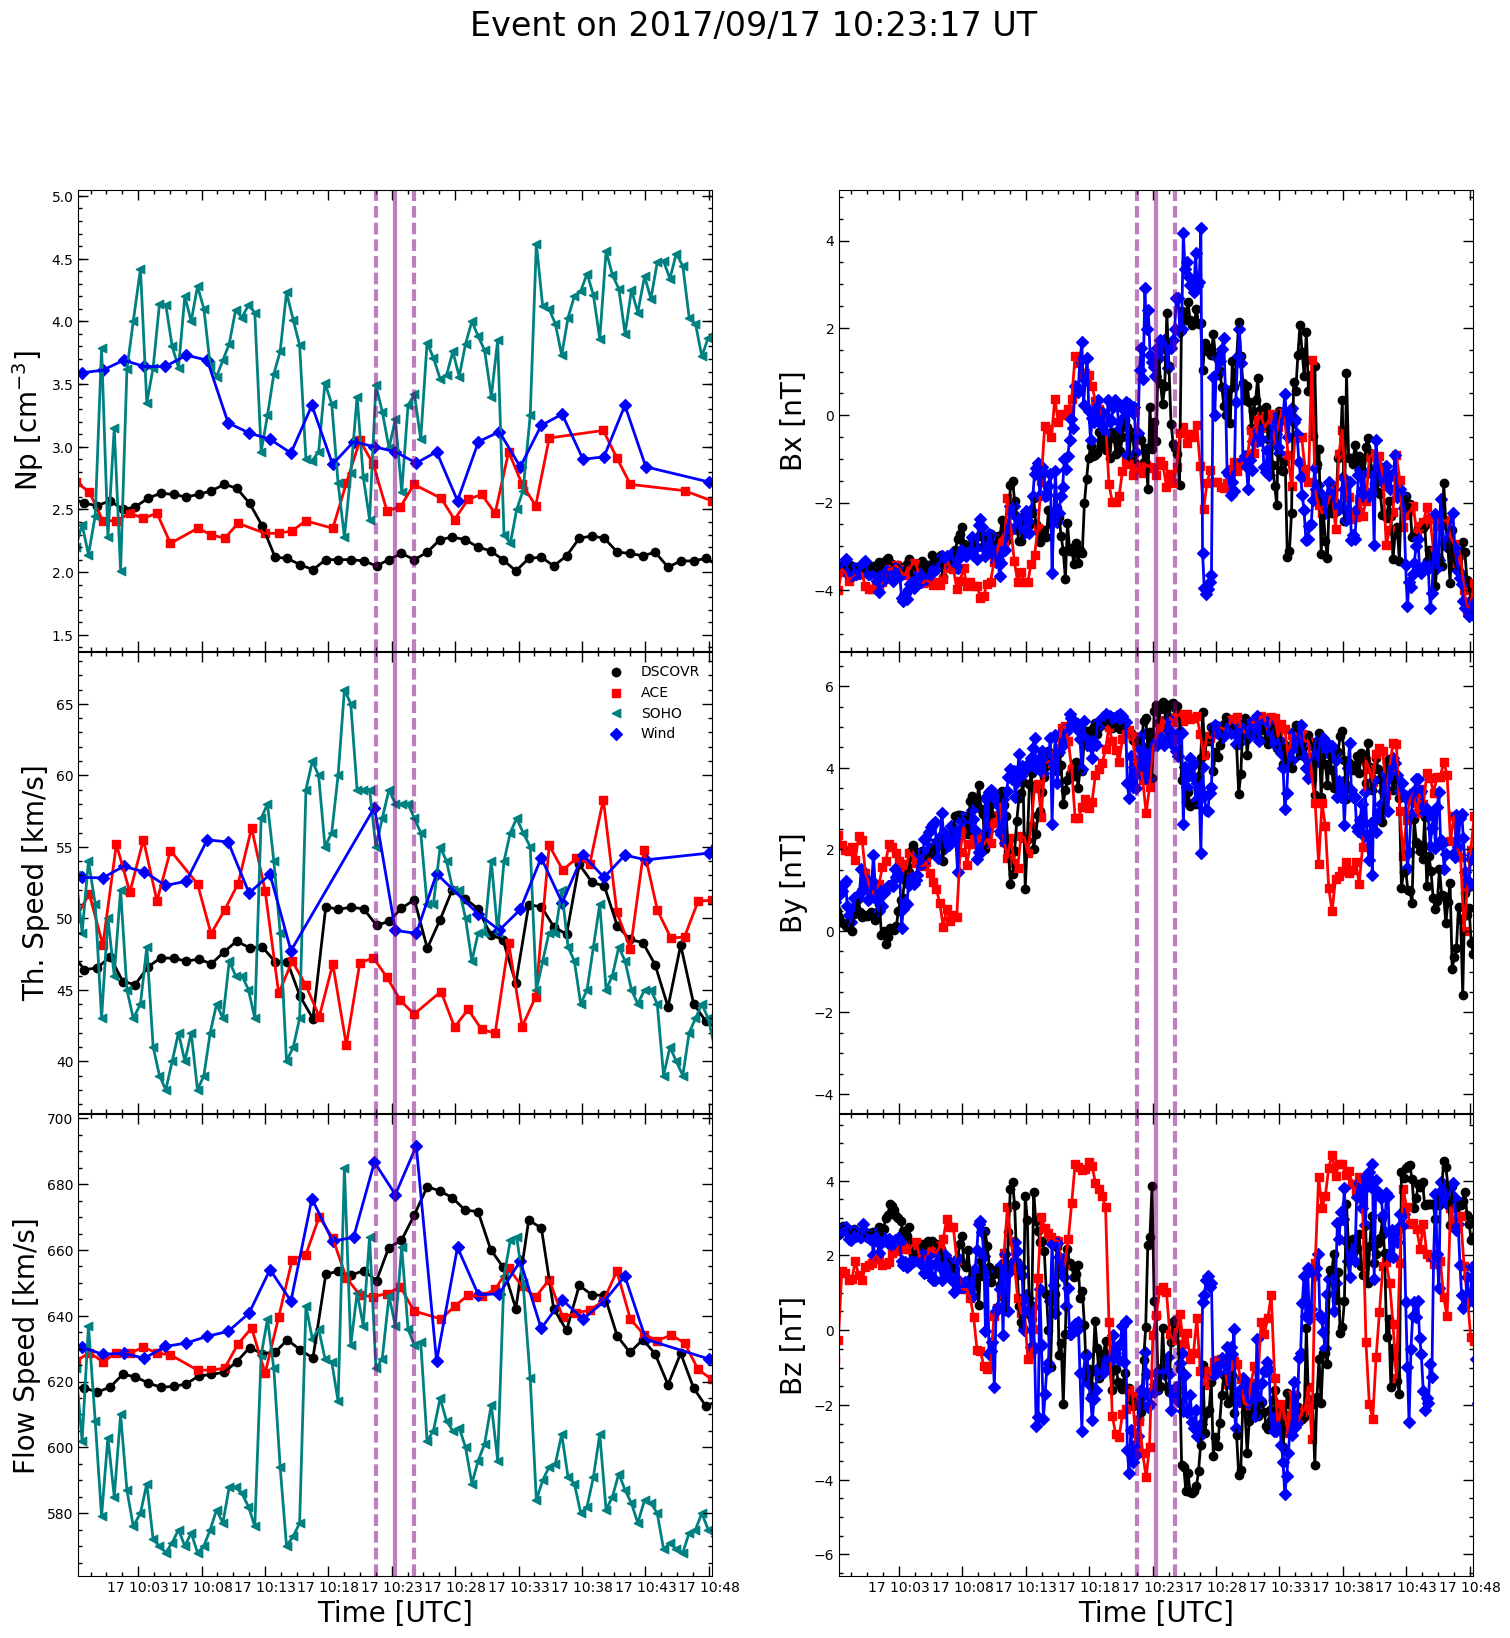 Event on 2017/09/17 10:23:17 UT
5.0
4.5
4.0
3.5
3.0
2.5
2.0
1.5
Np [cm⁻³]
4
2
0
−2
−4
Bx [nT]
65
60
55
50
45
40
Th. Speed [km/s]
DSCOVR
ACE
SOHO
Wind
6
4
2
0
−2
−4
By [nT]
700
680
660
640
620
600
580
Flow Speed [km/s]
4
2
0
−2
−4
−6
Bz [nT]
17 10:03 17 10:08 17 10:13 17 10:18 17 10:23 17 10:28 17 10:33 17 10:38 17 10:43 17 10:48
Time [UTC]
17 10:03 17 10:08 17 10:13 17 10:18 17 10:23 17 10:28 17 10:33 17 10:38 17 10:43 17 10:48
Time [UTC]